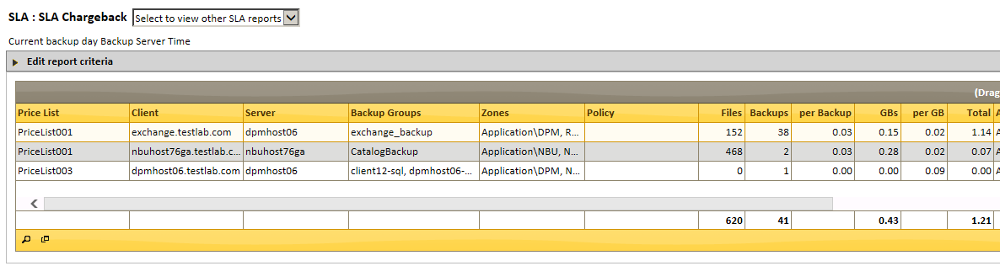 SLA : SLA Chargeback Select to view other SLA reports
Current backup day Backup Server Time
Edit report criteria
(Drag
Price List Client Server Backup Groups Zones Policy Files Backups per Backup GBs per GB Total A
PriceList001 exchange.testlab.com dpmhost06 exchange_backup Application\DPM, R... 152 38 0.03 0.15 0.02 1.14 A
PriceList001 nbuhost76ga.testlab.c... nbuhost76ga CatalogBackup Application\NBU, N... 468 2 0.03 0.28 0.02 0.07 A
PriceList003 dpmhost06.testlab.com dpmhost06 client12-sql, dpmhost06-... Application\DPM, N... 0 1 0.00 0.00 0.09 0.00 A
620 41 0.43 1.21